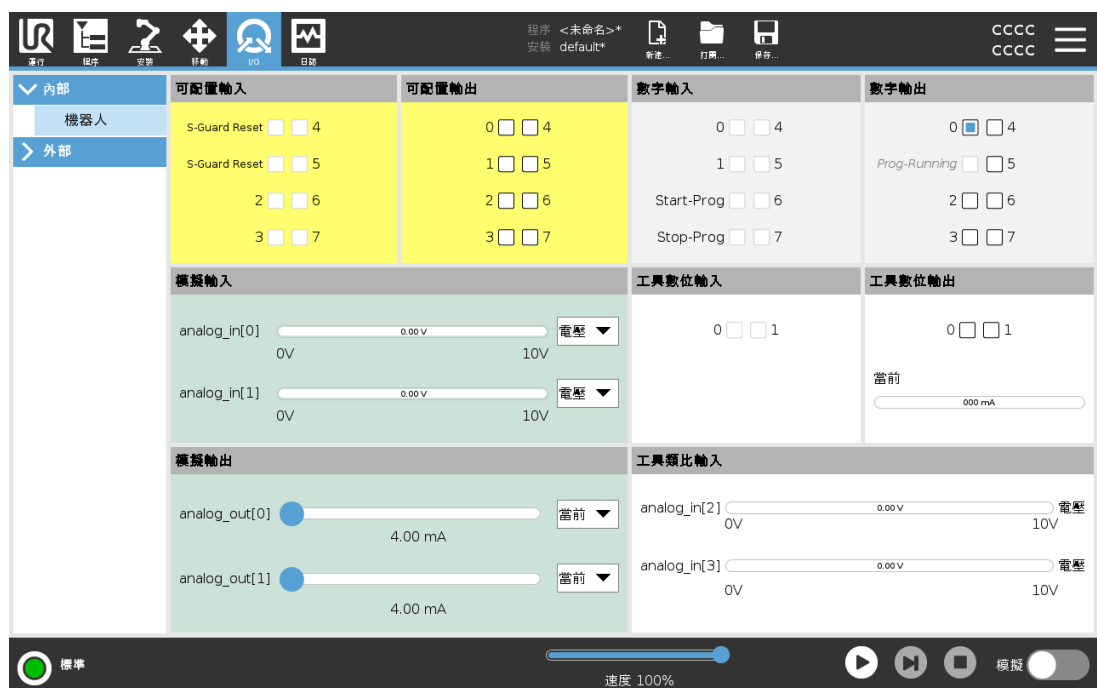 程序 <未命名>*
安裝 default*
CCCC
CCCC
運行 程序 安裝 移動 I/O 日誌 新建... 打開... 保存...
內部
機器人
外部
可配置輸入
S-Guard Reset 4
S-Guard Reset 5
2 6
3 7
可配置輸出
0 4
1 5
2 6
3 7
數字輸入
0 4
1 5
Start-Prog 6
Stop-Prog 7
數字輸出
0 4
Prog-Running 5
2 6
3 7
模擬輸入
analog_in[0] 0.00 V 電壓
0V 10V
analog_in[1] 0.00 V 電壓
0V 10V
工具數位輸入
0 1
工具數位輸出
0 1
當前
000 mA
模擬輸出
analog_out[0] 當前
4.00 mA
analog_out[1] 當前
4.00 mA
工具類比輸入
analog_in[2] 0.00 V 電壓
0V 10V
analog_in[3] 0.00 V 電壓
0V 10V
標準
速度 100%
模擬